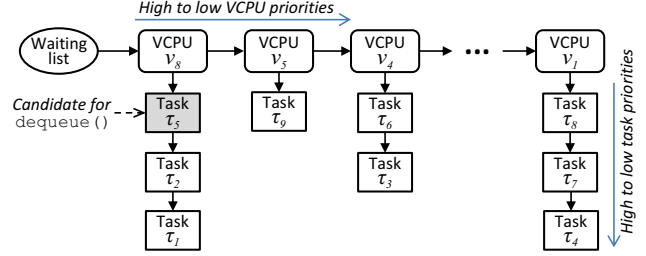 High to low VCPU priorities
Waiting
list
VCPU
v8
VCPU
v5
VCPU
v4
...
VCPU
v1
Candidate for
dequeue()
Task
τ5
Task
τ9
Task
τ6
Task
τ8
Task
τ2
Task
τ3
Task
τ7
Task
τ1
Task
τ4
High to low task priorities